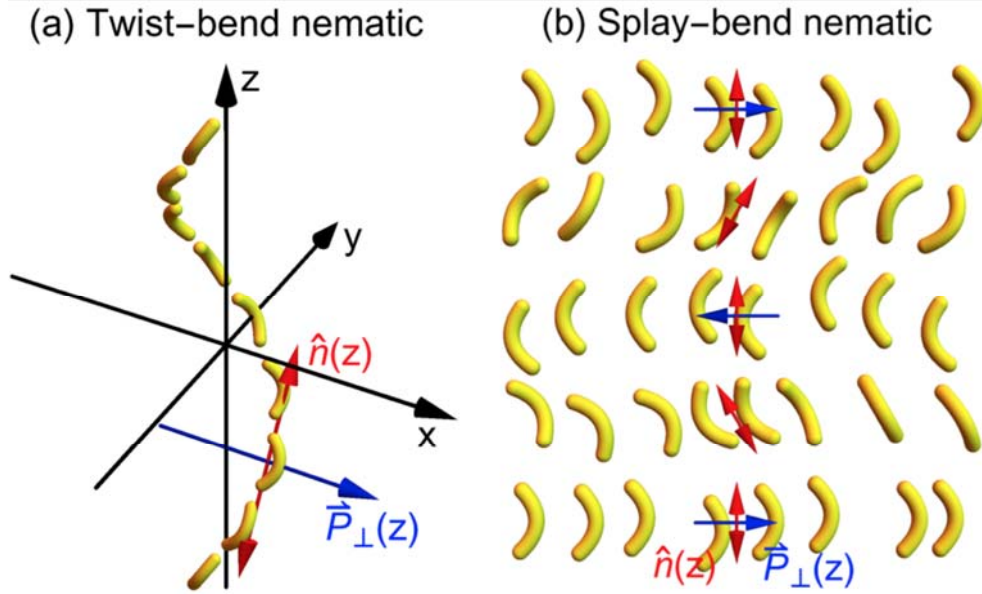 (a) Twist–bend nematic
(b) Splay–bend nematic
z
y
n̂(z)
x
P⃗⊥(z)
n̂(z)
P⃗⊥(z)